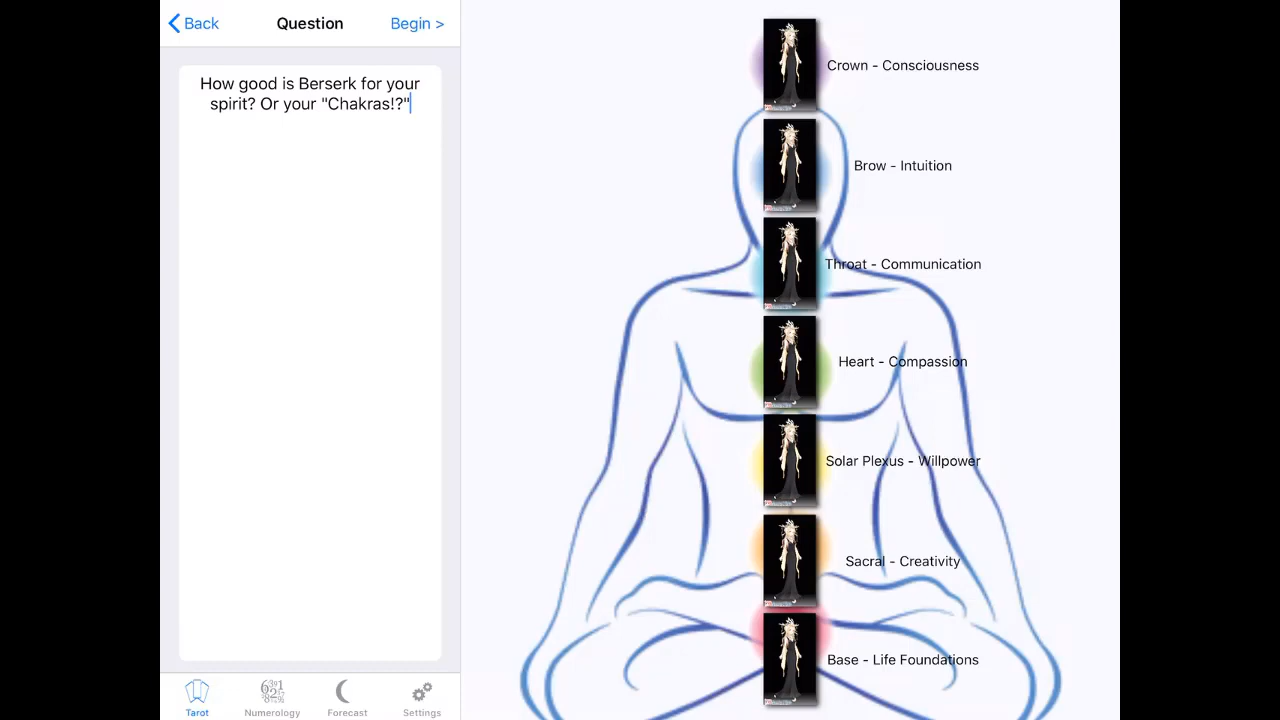 Back
Question
Begin >
How good is Berserk for your
spirit? Or your "Chakras!?"
Crown - Consciousness
Brow - Intuition
Throat - Communication
Heart - Compassion
Solar Plexus - Willpower
Sacral - Creativity
Base - Life Foundations
Tarot
Numerology
Forecast
Settings